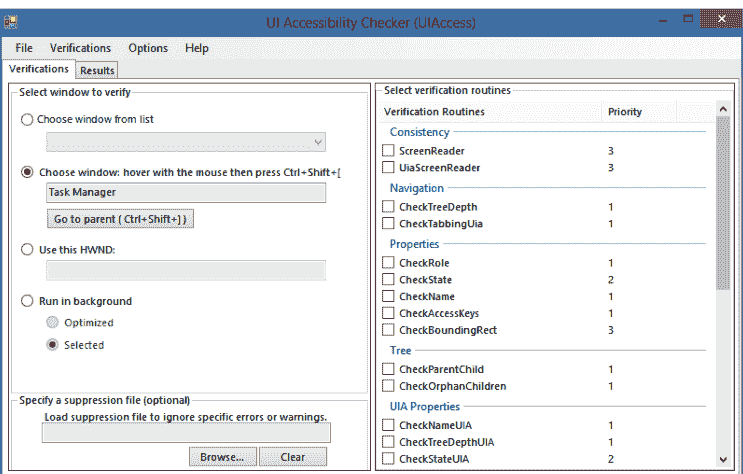 UI Accessibility Checker (UIAccess)
File Verifications Options Help
Verifications Results
Select window to verify
Choose window from list
Choose window: hover with the mouse then press Ctrl+Shift+[
Task Manager
Go to parent ( Ctrl+Shift+] )
Use this HWND:
Run in background
Optimized
Selected
Specify a suppression file (optional)
Load suppression file to ignore specific errors or warnings.
Browse... Clear
Select verification routines
Verification Routines Priority
Consistency
ScreenReader 3
UiaScreenReader 3
Navigation
CheckTreeDepth 1
CheckTabbingUia 1
Properties
CheckRole 1
CheckState 2
CheckName 1
CheckAccessKeys 1
CheckBoundingRect 3
Tree
CheckParentChild 1
CheckOrphanChildren 1
UIA Properties
CheckNameUIA 1
CheckTreeDepthUIA 1
CheckStateUIA 2